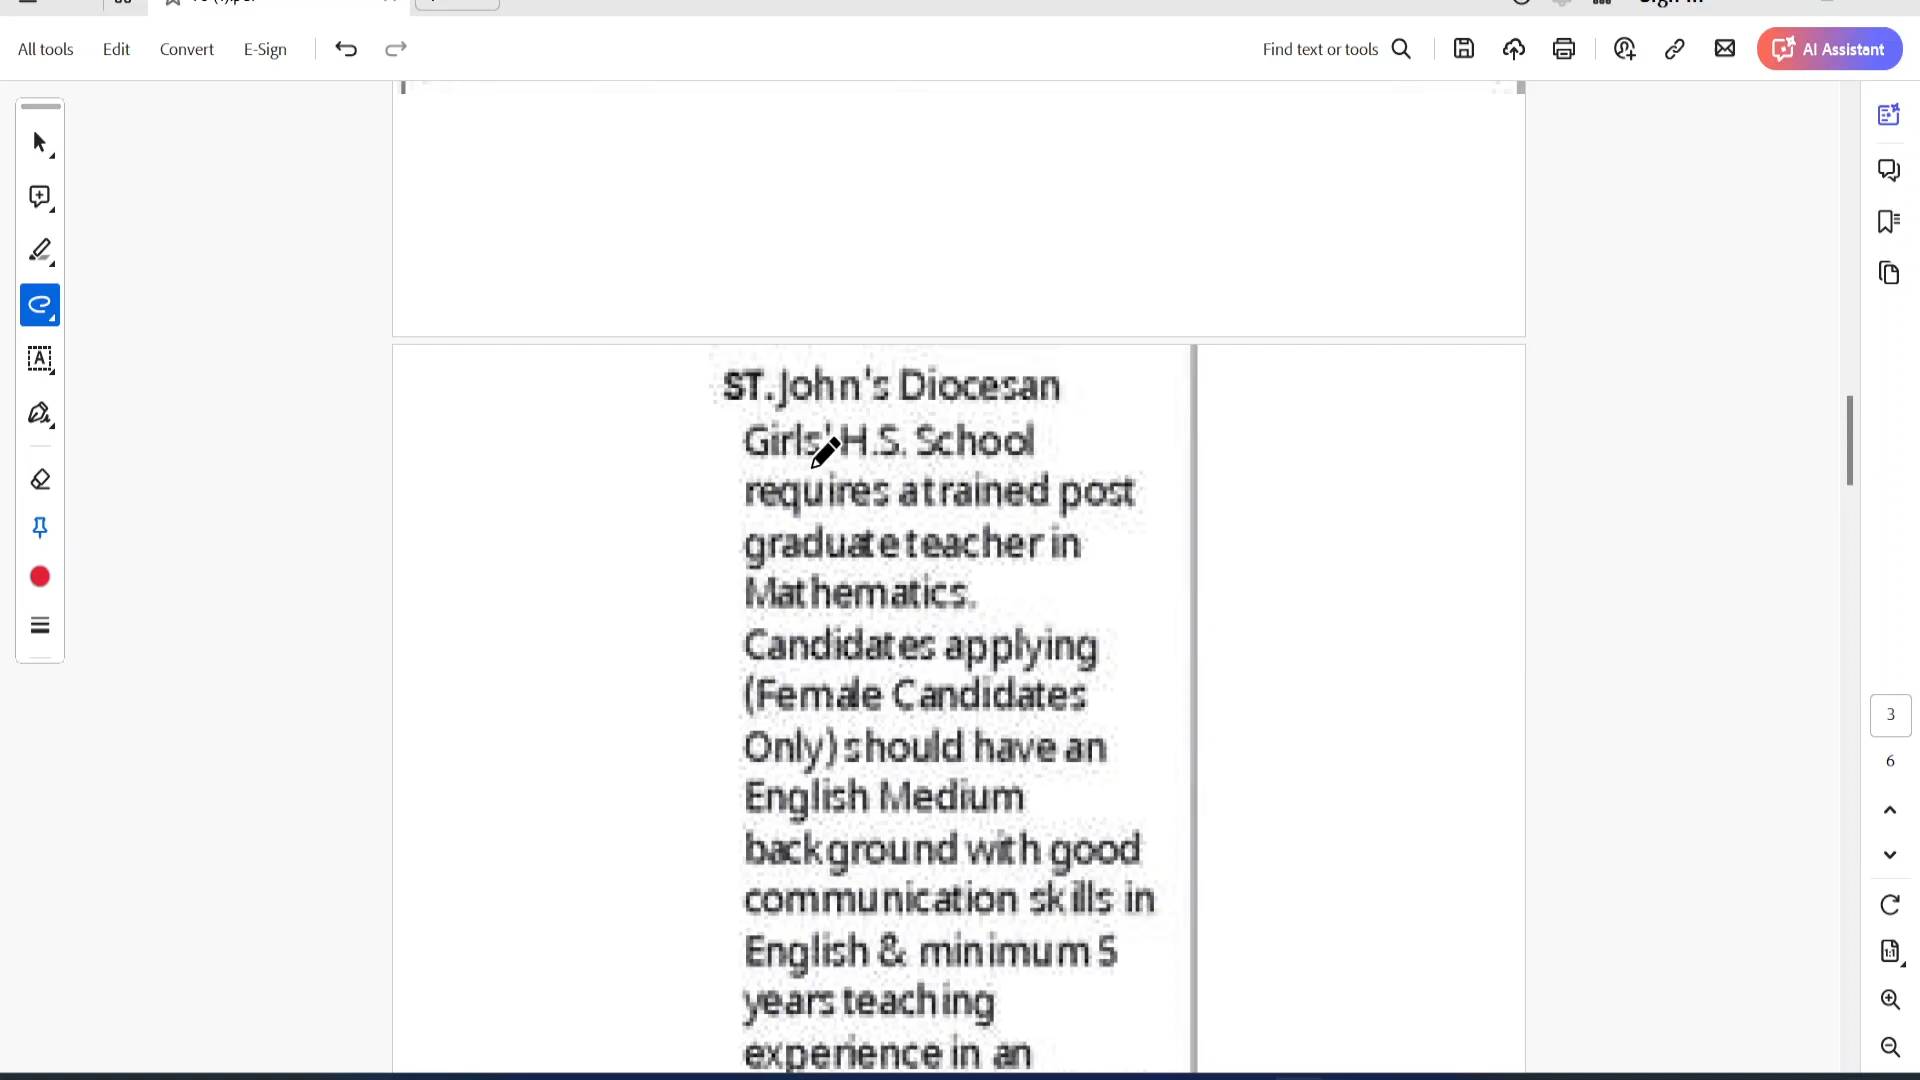 All tools Edit Convert E-Sign Find text or tools AI Assistant
ST. John's Diocesan
Girls' H.S. School
requires a trained post
graduate teacher in
Mathematics.
Candidates applying
(Female Candidates
Only) should have an
English Medium
background with good
communication skills in
English & minimum 5
years teaching
experience in an
3
6